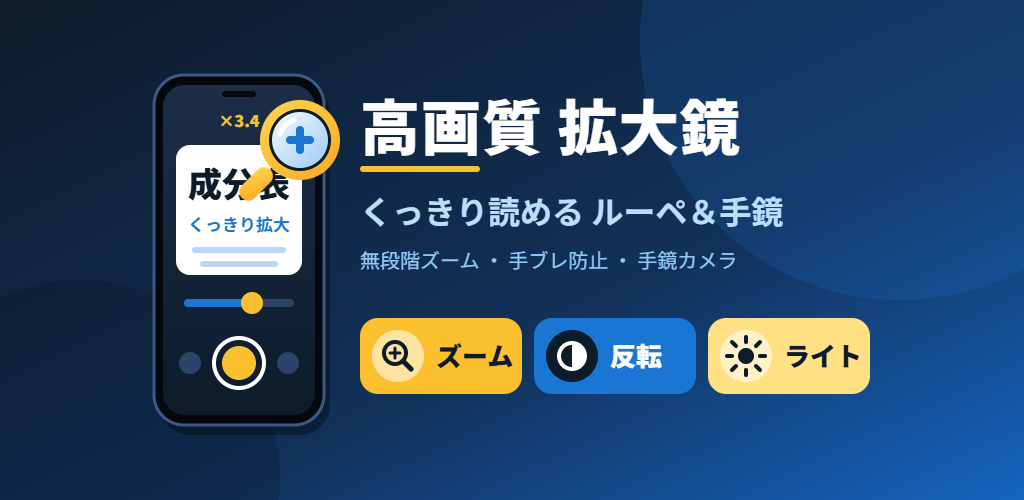 ×3.4
成分表
くっきり拡大
高画質 拡大鏡
くっきり読める ルーペ＆手鏡
無段階ズーム ・ 手ブレ防止 ・ 手鏡カメラ
ズーム
反転
ライト